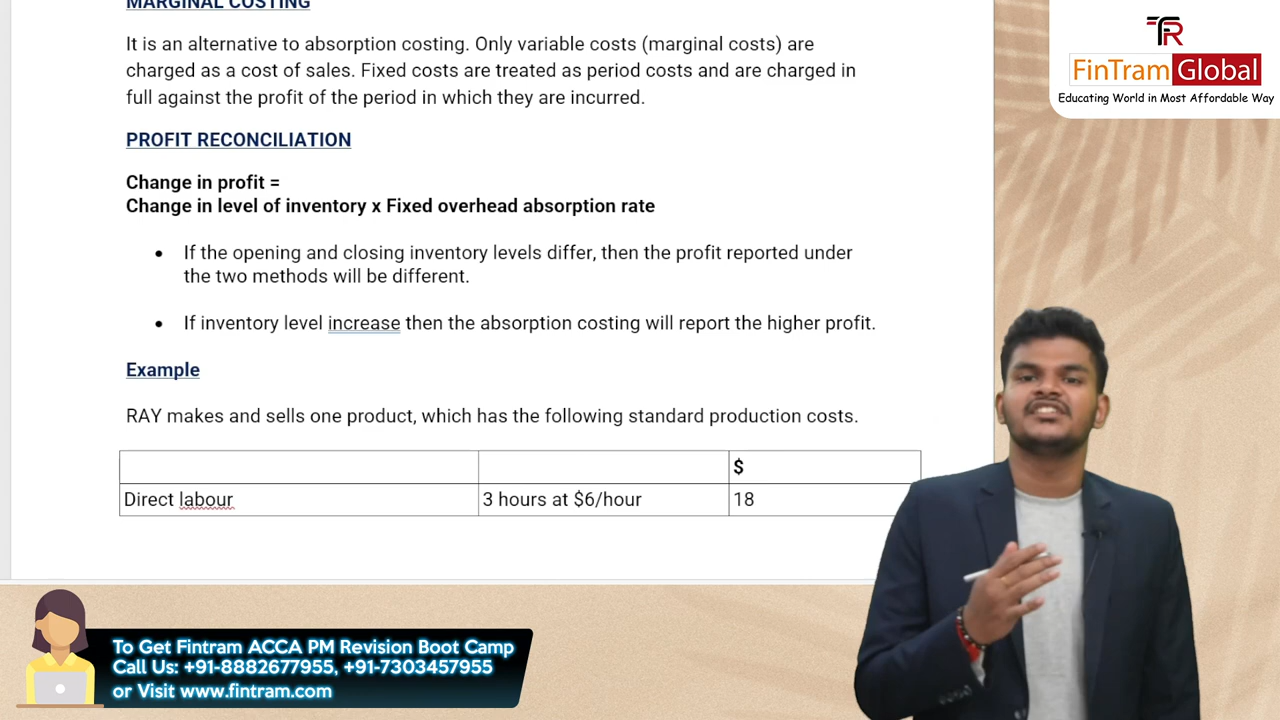 MARGINAL COSTING
It is an alternative to absorption costing. Only variable costs (marginal costs) are
charged as a cost of sales. Fixed costs are treated as period costs and are charged in
full against the profit of the period in which they are incurred.
PROFIT RECONCILIATION
Change in profit =
Change in level of inventory x Fixed overhead absorption rate
• If the opening and closing inventory levels differ, then the profit reported under
the two methods will be different.
• If inventory level increase then the absorption costing will report the higher profit.
Example
RAY makes and sells one product, which has the following standard production costs.
$
Direct labour 3 hours at $6/hour 18
FinTram Global
Educating World in Most Affordable Way
To Get Fintram ACCA PM Revision Boot Camp
Call Us: +91-8882677955, +91-7303457955
or Visit www.fintram.com